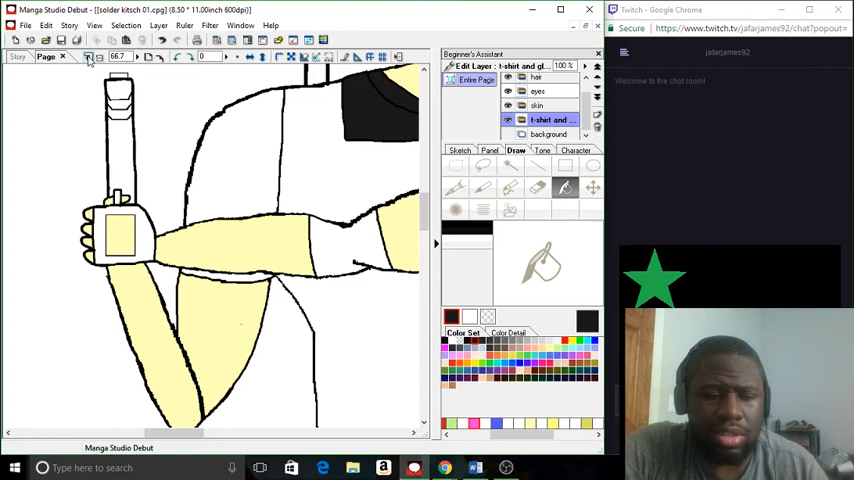 Manga Studio Debut - [solder kitsch 01.cpg] (8.50 * 11.00inch 600dpi)
Twitch - Google Chrome
File Edit Story View Selection Layer Filter Ruler Window Help
Secure https://www.twitch.tv/jafarjames92/chat?popout=
Story Page 66.7 0
Beginner's Assistant
jafarjames92
Edit Layer : t-shirt and gl... 100 %
Entire Page
hair
eyes
skin
t-shirt and ...
background
Welcome to the chat room!
Sketch Panel Draw Tone Character
Color Set Color Detail
Manga Studio Debut
Type here to search